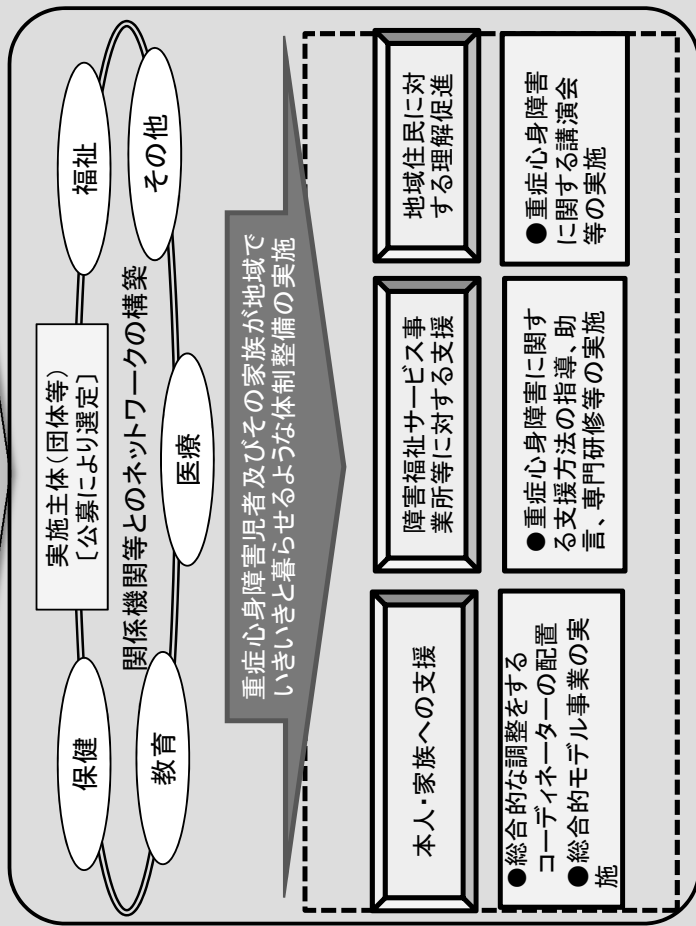 実施主体(団体等)
[公募により選定]
保健
福祉
関係機関等とのネットワークの構築
教育
医療
その他
重症心身障害児者及びその家族が地域で
いきいきと暮らせるような体制整備の実施
本人・家族への支援
●総合的な調整をする
コーディネーターの配置
●総合的モデル事業の実
施
障害福祉サービス事
業所等に対する支援
●重症心身障害に関す
る支援方法の指導、助
言、専門研修等の実施
地域住民に対
する理解促進
●重症心身障害
に関する講演会
等の実施